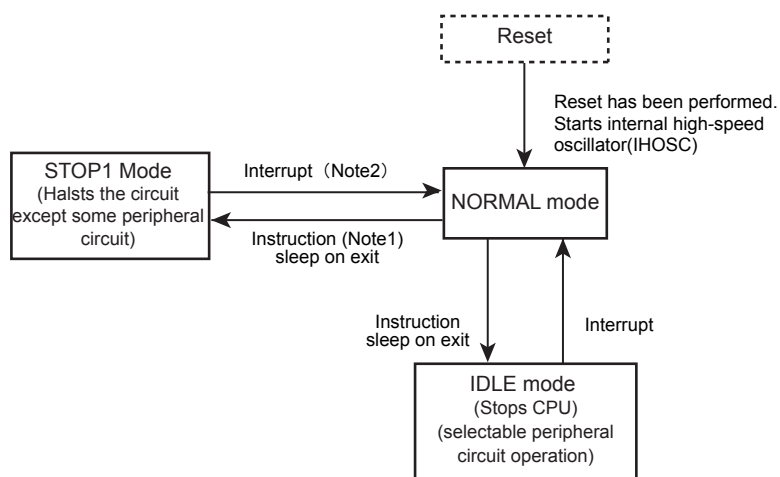 Reset
Reset has been performed.
Starts internal high-speed
oscillator(IHOSC)
STOP1 Mode
(Halsts the circuit
except some peripheral
circuit)
Interrupt（Note2）
NORMAL mode
Instruction (Note1)
sleep on exit
Instruction
sleep on exit
Interrupt
IDLE mode
(Stops CPU)
(selectable peripheral
circuit operation)